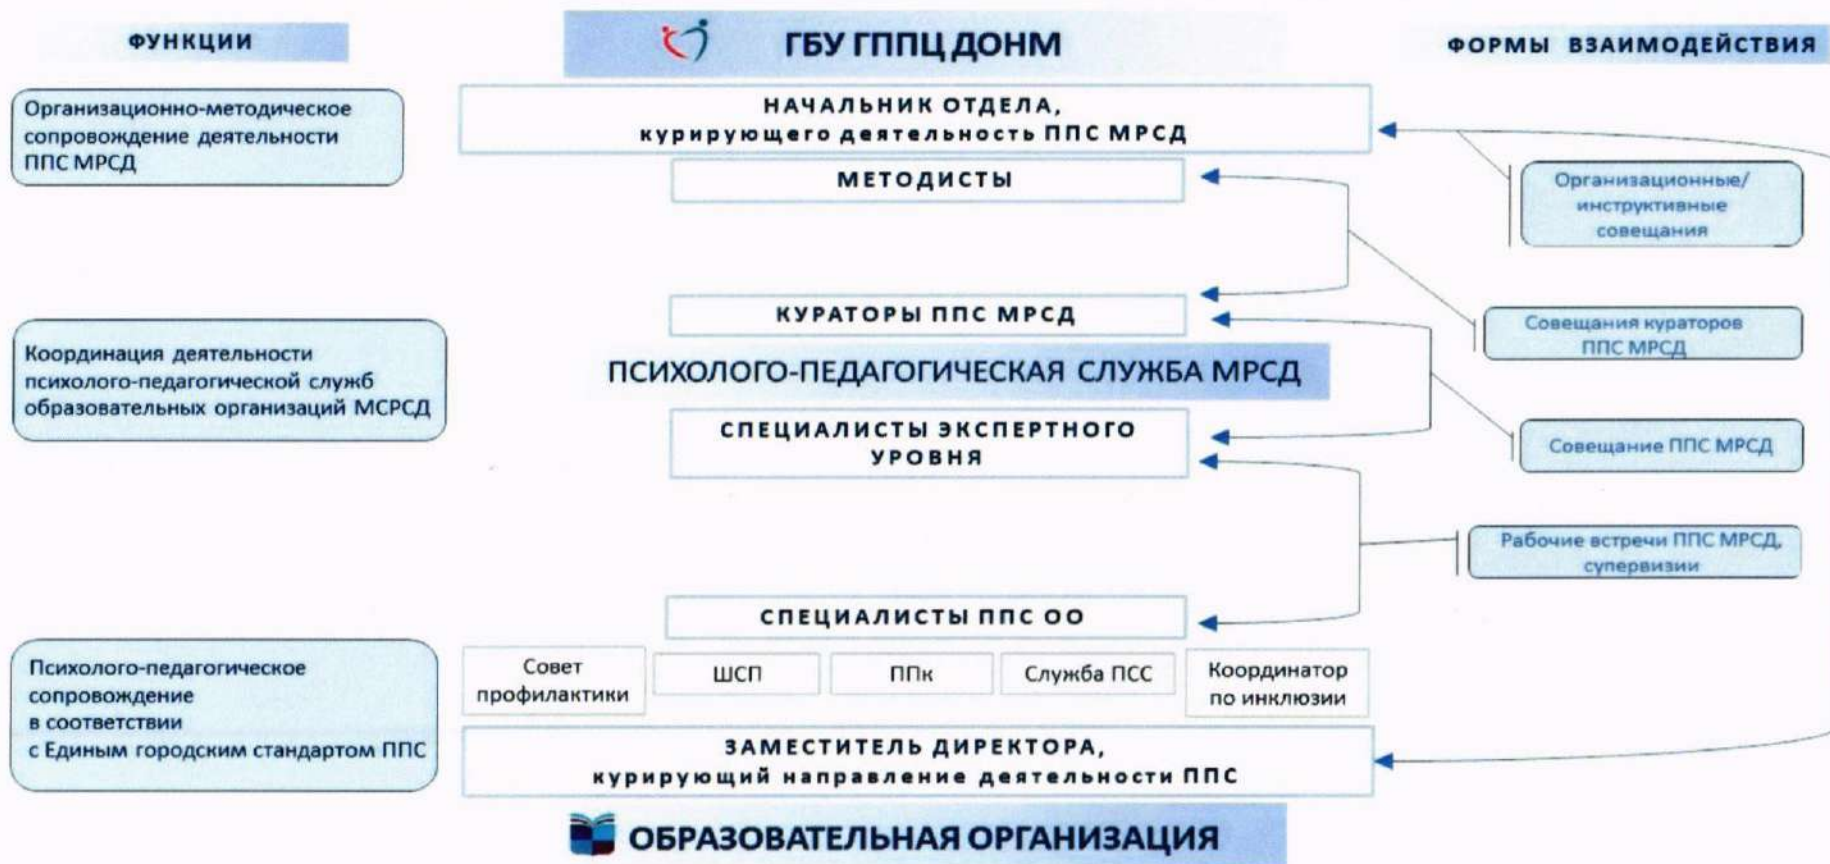 ФУНКЦИИ
ГБУ ГППЦ ДОНМ
ФОРМЫ ВЗАИМОДЕЙСТВИЯ
Организационно-методическое
сопровождение деятельности
ППС МРСД
НАЧАЛЬНИК ОТДЕЛА,
курирующего деятельность ППС МРСД
МЕТОДИСТЫ
Организационные/
инструктивные
совещания
КУРАТОРЫ ППС МРСД
Совещания кураторов
ППС МРСД
Координация деятельности
психолого-педагогической служб
образовательных организаций МСРСД
ПСИХОЛОГО-ПЕДАГОГИЧЕСКАЯ СЛУЖБА МРСД
СПЕЦИАЛИСТЫ ЭКСПЕРТНОГО
УРОВНЯ
Совещание ППС МРСД
Рабочие встречи ППС МРСД,
супервизии
СПЕЦИАЛИСТЫ ППС ОО
Психолого-педагогическое
сопровождение
в соответствии
с Единым городским стандартом ППС
Совет
профилактики
ШСП
ППк
Служба ПСС
Координатор
по инклюзии
ЗАМЕСТИТЕЛЬ ДИРЕКТОРА,
курирующий направление деятельности ППС
ОБРАЗОВАТЕЛЬНАЯ ОРГАНИЗАЦИЯ